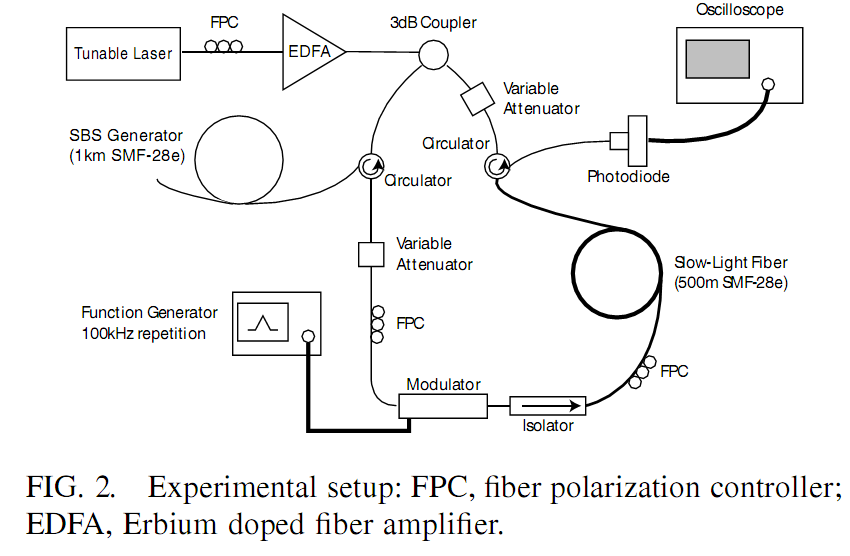 Oscilloscope
FPC
3dB Coupler
Tunable Laser
EDFA
Variable
Attenuator
SBS Generator
(1km SMF-28e)
Circulator
Circulator
Photodiode
Variable
Attenuator
Slow-Light Fiber
(500m SMF-28e)
Function Generator
100kHz repetition
FPC
FPC
Modulator
Isolator
FIG. 2. Experimental setup: FPC, fiber polarization controller;
EDFA, Erbium doped fiber amplifier.